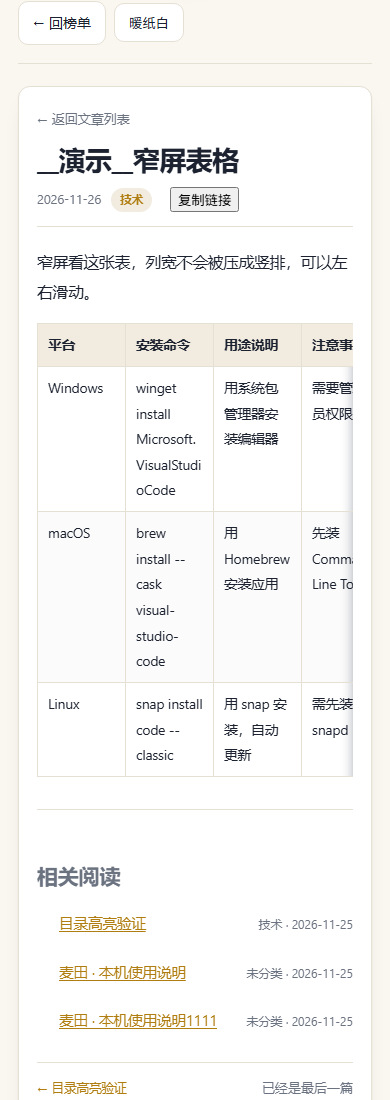 ← 回榜单
暖纸白
← 返回文章列表
__演示__窄屏表格
2026-11-26 技术 复制链接
窄屏看这张表，列宽不会被压成竖排，可以左
右滑动。
平台 安装命令 用途说明 注意事
Windows
winget
install
Microsoft.
VisualStudi
oCode
用系统包
管理器安
装编辑器
需要管
员权限
macOS
brew
install --
cask
visual-
studio-
code
用
Homebrew
安装应用
先装
Comma
Line To
Linux
snap install
code --
classic
用 snap 安
装，自动
更新
需先装
snapd
相关阅读
目录高亮验证 技术 · 2026-11-25
麦田 · 本机使用说明 未分类 · 2026-11-25
麦田 · 本机使用说明1111 未分类 · 2026-11-25
← 目录高亮验证 已经是最后一篇